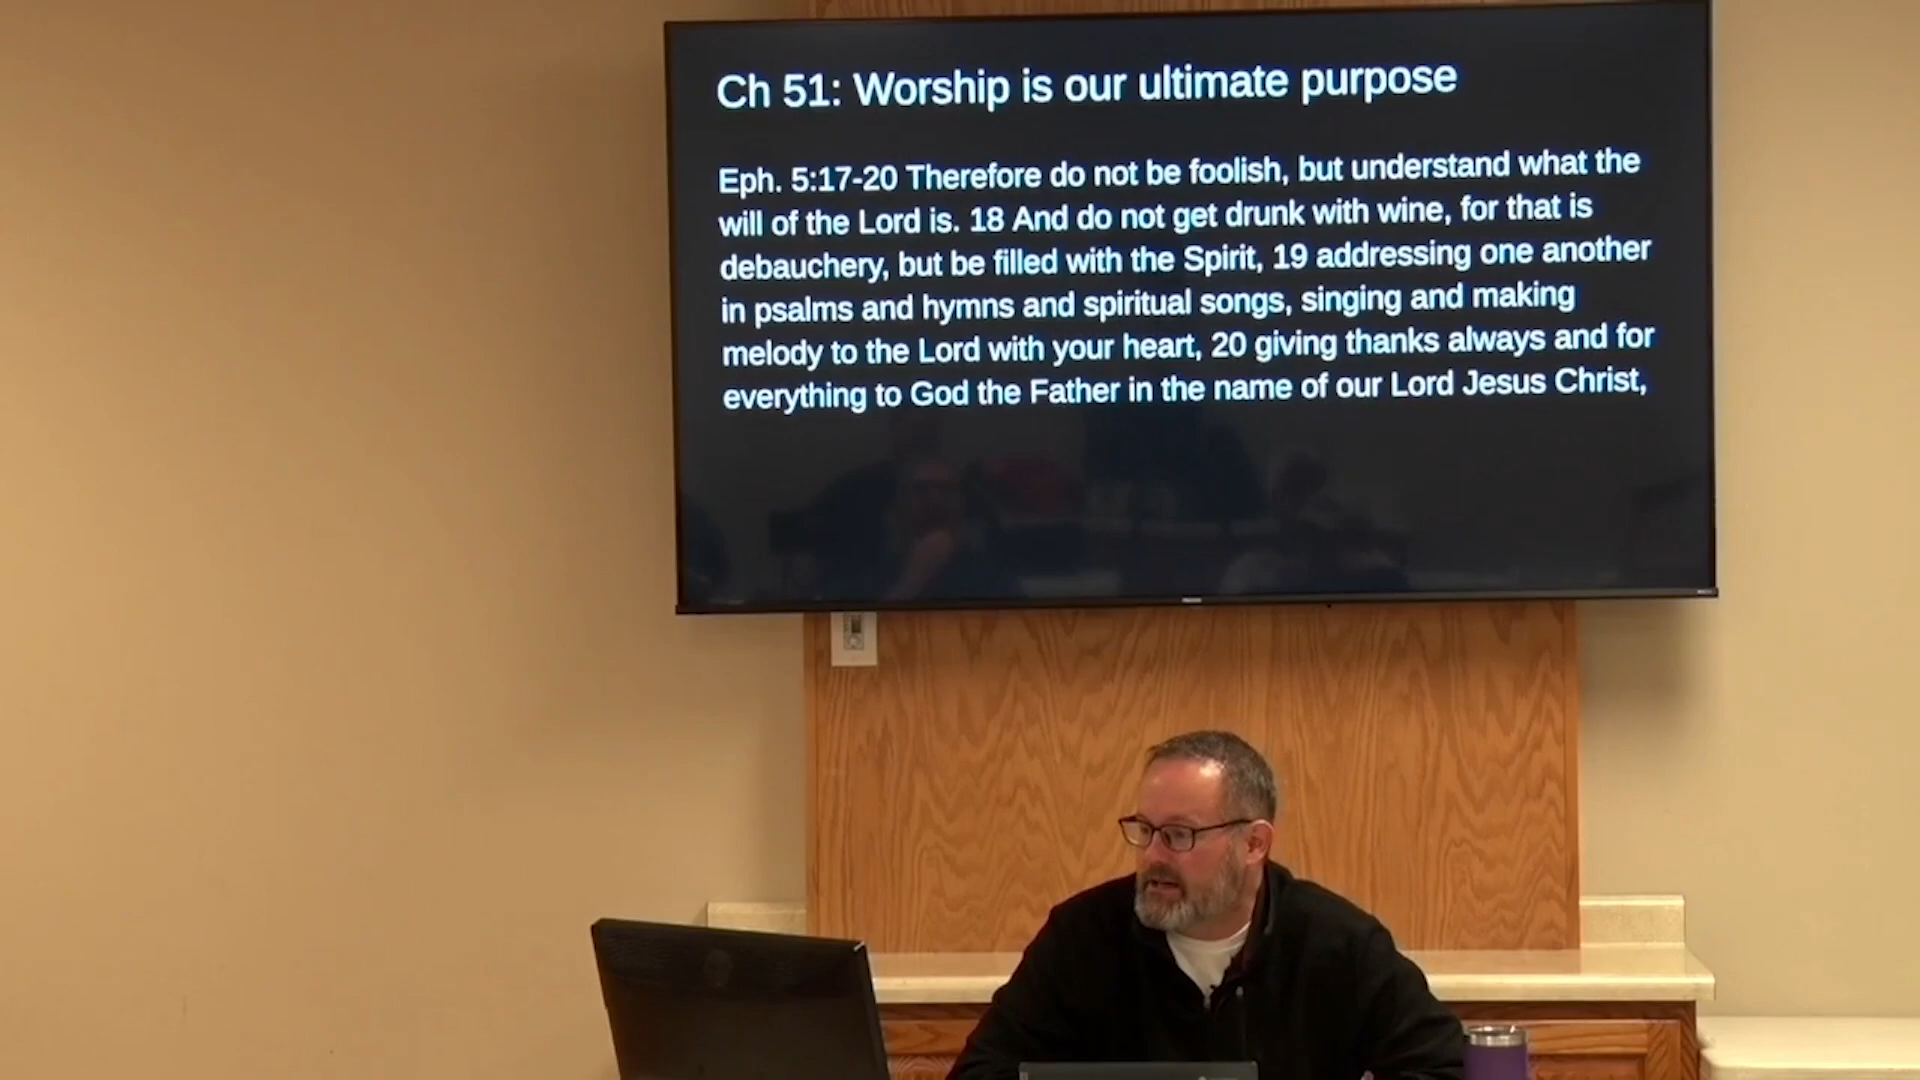 Ch 51: Worship is our ultimate purpose
Eph. 5:17-20 Therefore do not be foolish, but understand what the
will of the Lord is. 18 And do not get drunk with wine, for that is
debauchery, but be filled with the Spirit, 19 addressing one another
in psalms and hymns and spiritual songs, singing and making
melody to the Lord with your heart, 20 giving thanks always and for
everything to God the Father in the name of our Lord Jesus Christ,